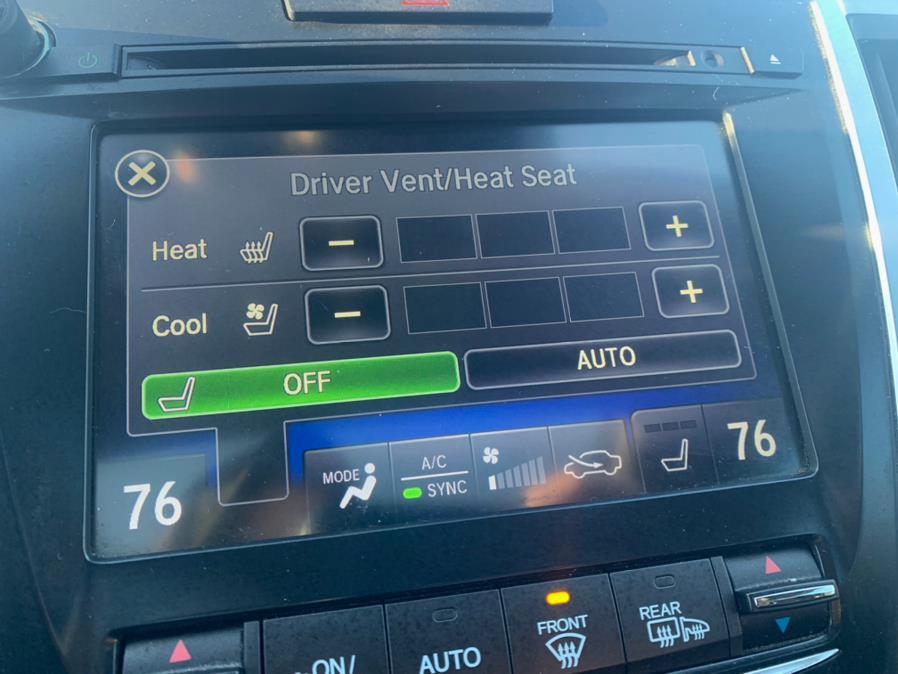 Driver Vent/Heat Seat
Heat
Cool
OFF
AUTO
76
MODE
A/C
SYNC
76
ON/
AUTO
FRONT
REAR